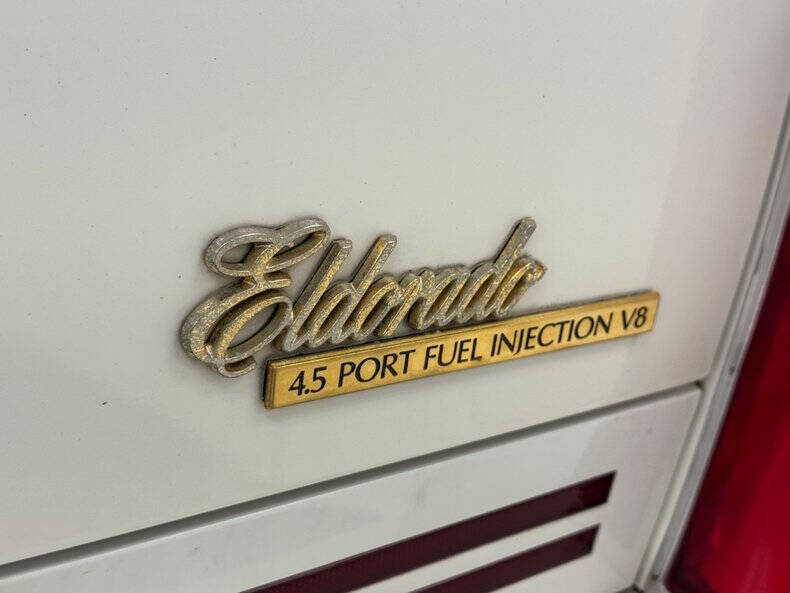 Eldorado
4.5 PORT FUEL INJECTION V8